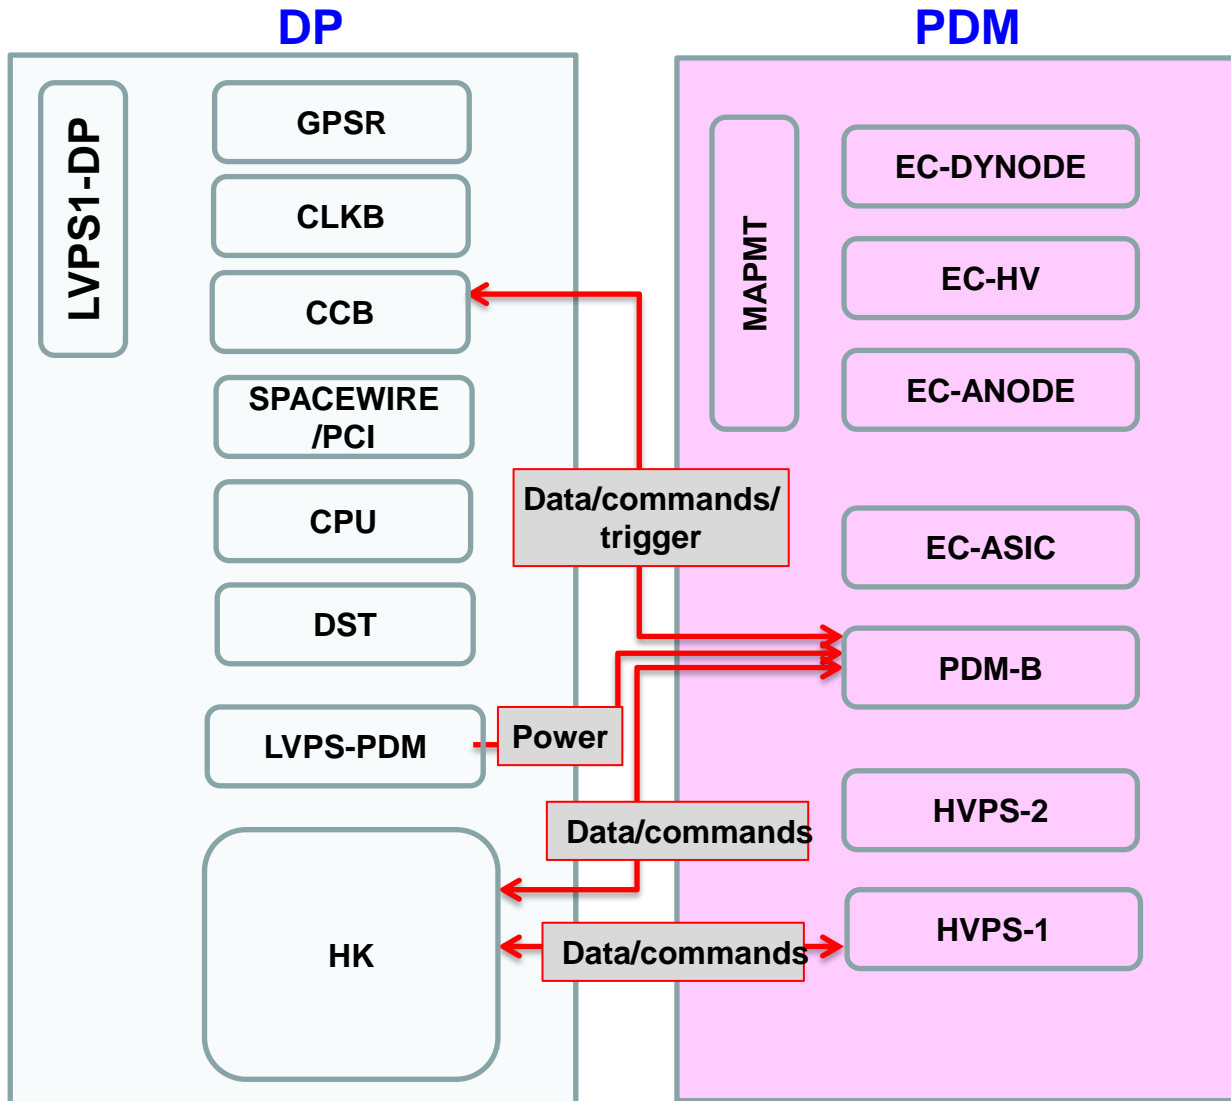 DP
LVPS1-DP
GPSR
CLKB
CCB
SPACEWIRE
/PCI
CPU
DST
LVPS-PDM
HK
Data/commands/
trigger
Power
Data/commands
Data/commands
PDM
MAPMT
EC-DYNODE
EC-HV
EC-ANODE
EC-ASIC
PDM-B
HVPS-2
HVPS-1